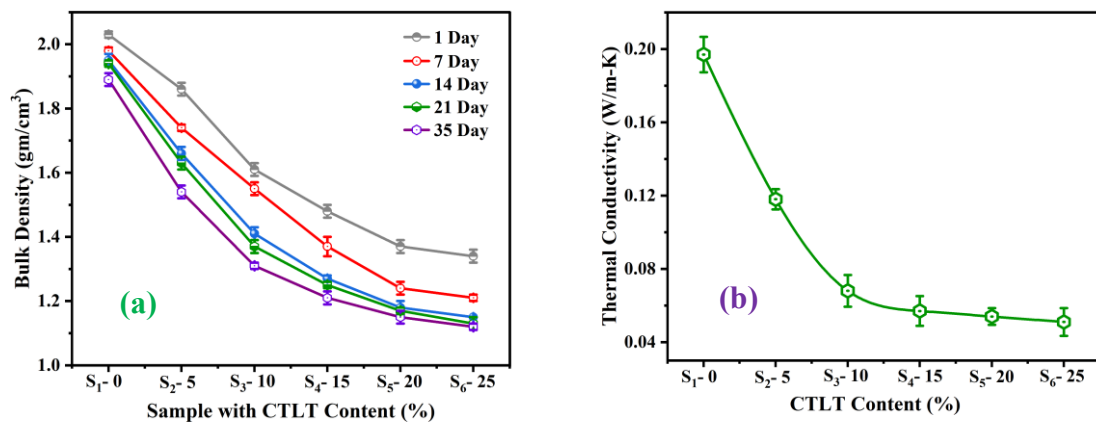 2.0
1.8
1.6
1.4
1.2
1.0
Bulk Density (gm/cm³)
1 Day
7 Day
14 Day
21 Day
35 Day
(a)
S₁- 0 S₂- 5 S₃- 10 S₄- 15 S₅- 20 S₆- 25
Sample with CTLT Content (%)
0.20
0.16
0.12
0.08
0.04
Thermal Conductivity (W/m-K)
(b)
S₁- 0 S₂- 5 S₃- 10 S₄- 15 S₅- 20 S₆- 25
CTLT Content (%)